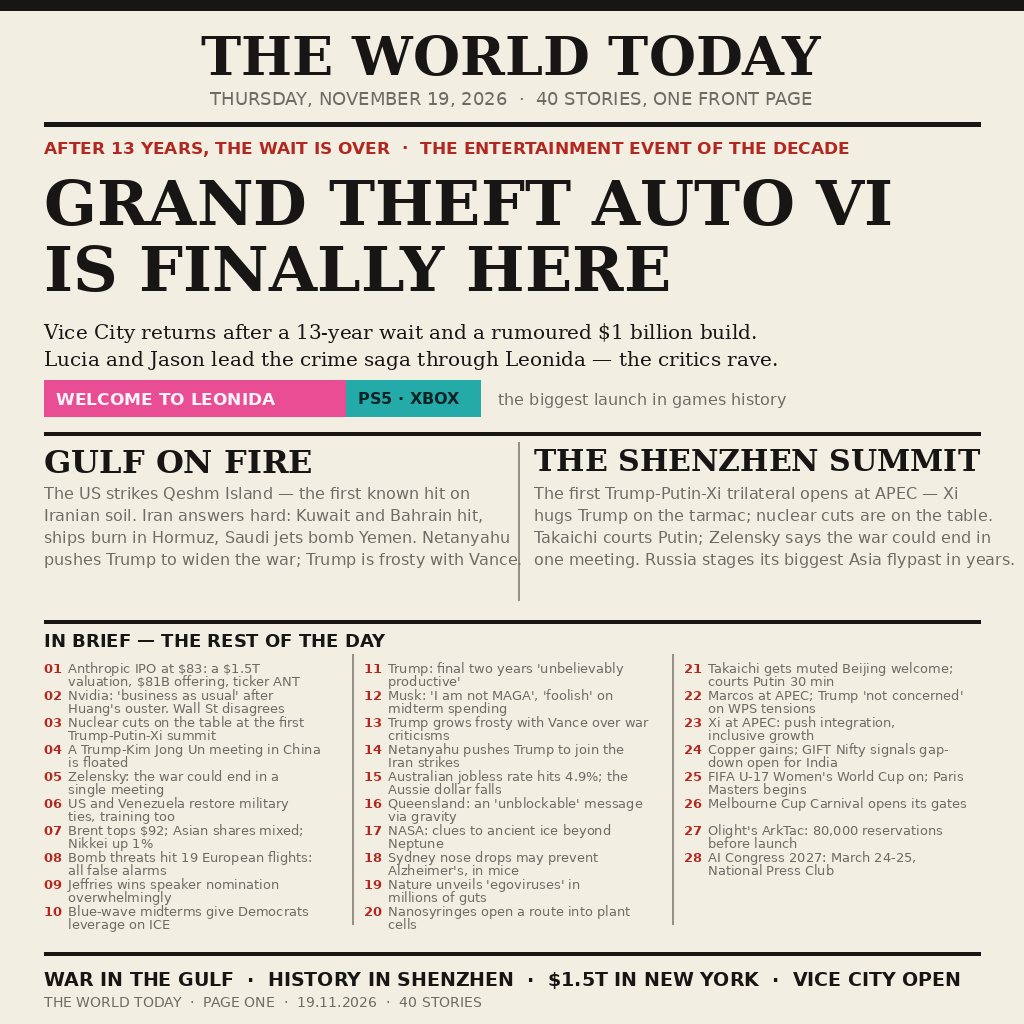 THE WORLD TODAY
THURSDAY, NOVEMBER 19, 2026 · 40 STORIES, ONE FRONT PAGE
AFTER 13 YEARS, THE WAIT IS OVER · THE ENTERTAINMENT EVENT OF THE DECADE
GRAND THEFT AUTO VI
IS FINALLY HERE
Vice City returns after a 13-year wait and a rumoured $1 billion build.
Lucia and Jason lead the crime saga through Leonida — the critics rave.
WELCOME TO LEONIDA
PS5 · XBOX
the biggest launch in games history
GULF ON FIRE
The US strikes Qeshm Island — the first known hit on
Iranian soil. Iran answers hard: Kuwait and Bahrain hit,
ships burn in Hormuz, Saudi jets bomb Yemen. Netanyahu
pushes Trump to widen the war; Trump is frosty with Vance.
THE SHENZHEN SUMMIT
The first Trump-Putin-Xi trilateral opens at APEC — Xi
hugs Trump on the tarmac; nuclear cuts are on the table.
Takaichi courts Putin; Zelensky says the war could end in
one meeting. Russia stages its biggest Asia flypast in years.
IN BRIEF — THE REST OF THE DAY
01 Anthropic IPO at $83: a $1.5T
valuation, $81B offering, ticker ANT
02 Nvidia: 'business as usual' after
Huang's ouster. Wall St disagrees
03 Nuclear cuts on the table at the first
Trump-Putin-Xi summit
04 A Trump-Kim Jong Un meeting in China
is floated
05 Zelensky: the war could end in a
single meeting
06 US and Venezuela restore military
ties, training too
07 Brent tops $92; Asian shares mixed;
Nikkei up 1%
08 Bomb threats hit 19 European flights:
all false alarms
09 Jeffries wins speaker nomination
overwhelmingly
10 Blue-wave midterms give Democrats
leverage on ICE
11 Trump: final two years 'unbelievably
productive'
12 Musk: 'I am not MAGA', 'foolish' on
midterm spending
13 Trump grows frosty with Vance over war
criticisms
14 Netanyahu pushes Trump to join the
Iran strikes
15 Australian jobless rate hits 4.9%; the
Aussie dollar falls
16 Queensland: an 'unblockable' message
via gravity
17 NASA: clues to ancient ice beyond
Neptune
18 Sydney nose drops may prevent
Alzheimer's, in mice
19 Nature unveils 'egoviruses' in
millions of guts
20 Nanosyringes open a route into plant
cells
21 Takaichi gets muted Beijing welcome;
courts Putin 30 min
22 Marcos at APEC; Trump 'not concerned'
on WPS tensions
23 Xi at APEC: push integration,
inclusive growth
24 Copper gains; GIFT Nifty signals gap-
down open for India
25 FIFA U-17 Women's World Cup on; Paris
Masters begins
26 Melbourne Cup Carnival opens its gates
27 Olight's ArkTac: 80,000 reservations
before launch
28 AI Congress 2027: March 24-25,
National Press Club
WAR IN THE GULF · HISTORY IN SHENZHEN · $1.5T IN NEW YORK · VICE CITY OPEN
THE WORLD TODAY · PAGE ONE · 19.11.2026 · 40 STORIES